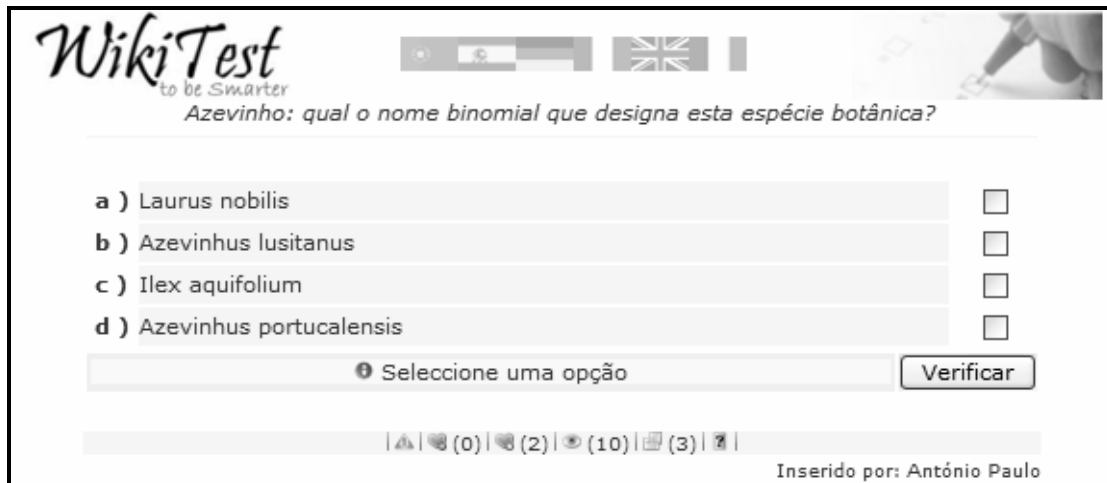 WikiTest
to be Smarter
Azevinho: qual o nome binomial que designa esta espécie botânica?
a ) Laurus nobilis
b ) Azevinhus lusitanus
c ) Ilex aquifolium
d ) Azevinhus portucalensis
Seleccione uma opção Verificar
| | (0) | (2) | (10) | (3) | ? |
Inserido por: António Paulo